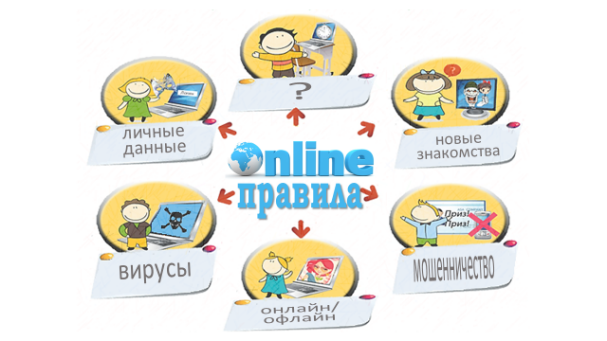 ?
личные
данные
новые
знакомства
Online
правила
вирусы
Приз!
Приз!
мошенничество
онлайн/
офлайн